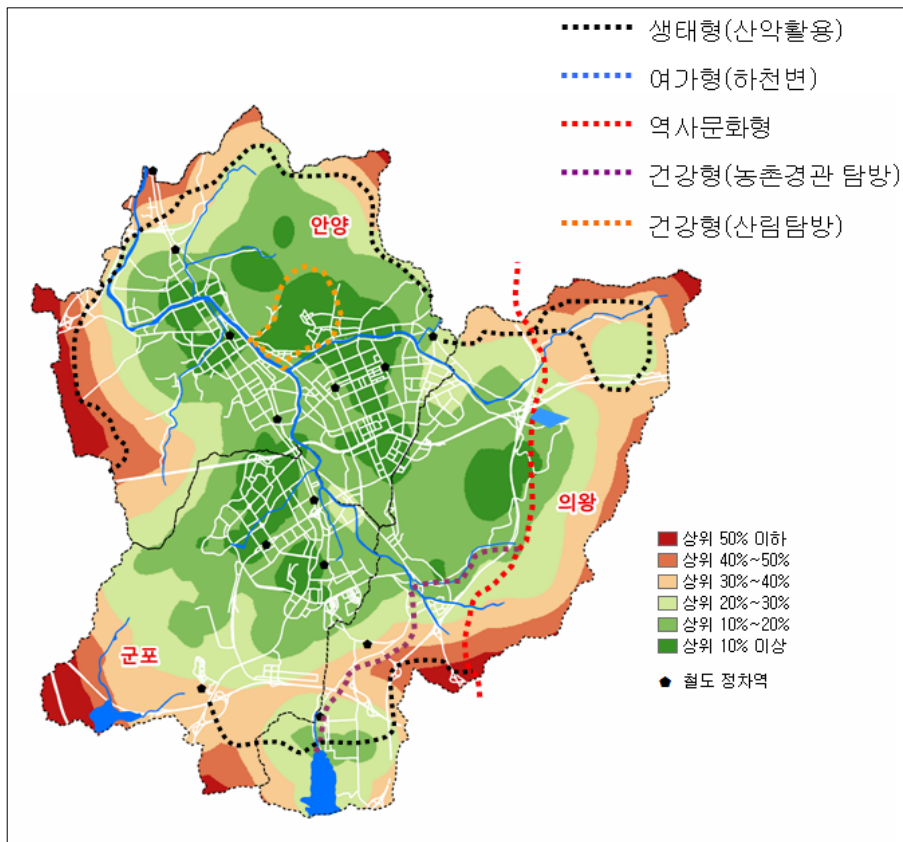 생태형(산악활용)
여가형(하천변)
역사문화형
건강형(농촌경관 탐방)
건강형(산림탐방)
안양
의왕
군포
상위 50% 이하
상위 40%~50%
상위 30%~40%
상위 20%~30%
상위 10%~20%
상위 10% 이상
철도 정차역